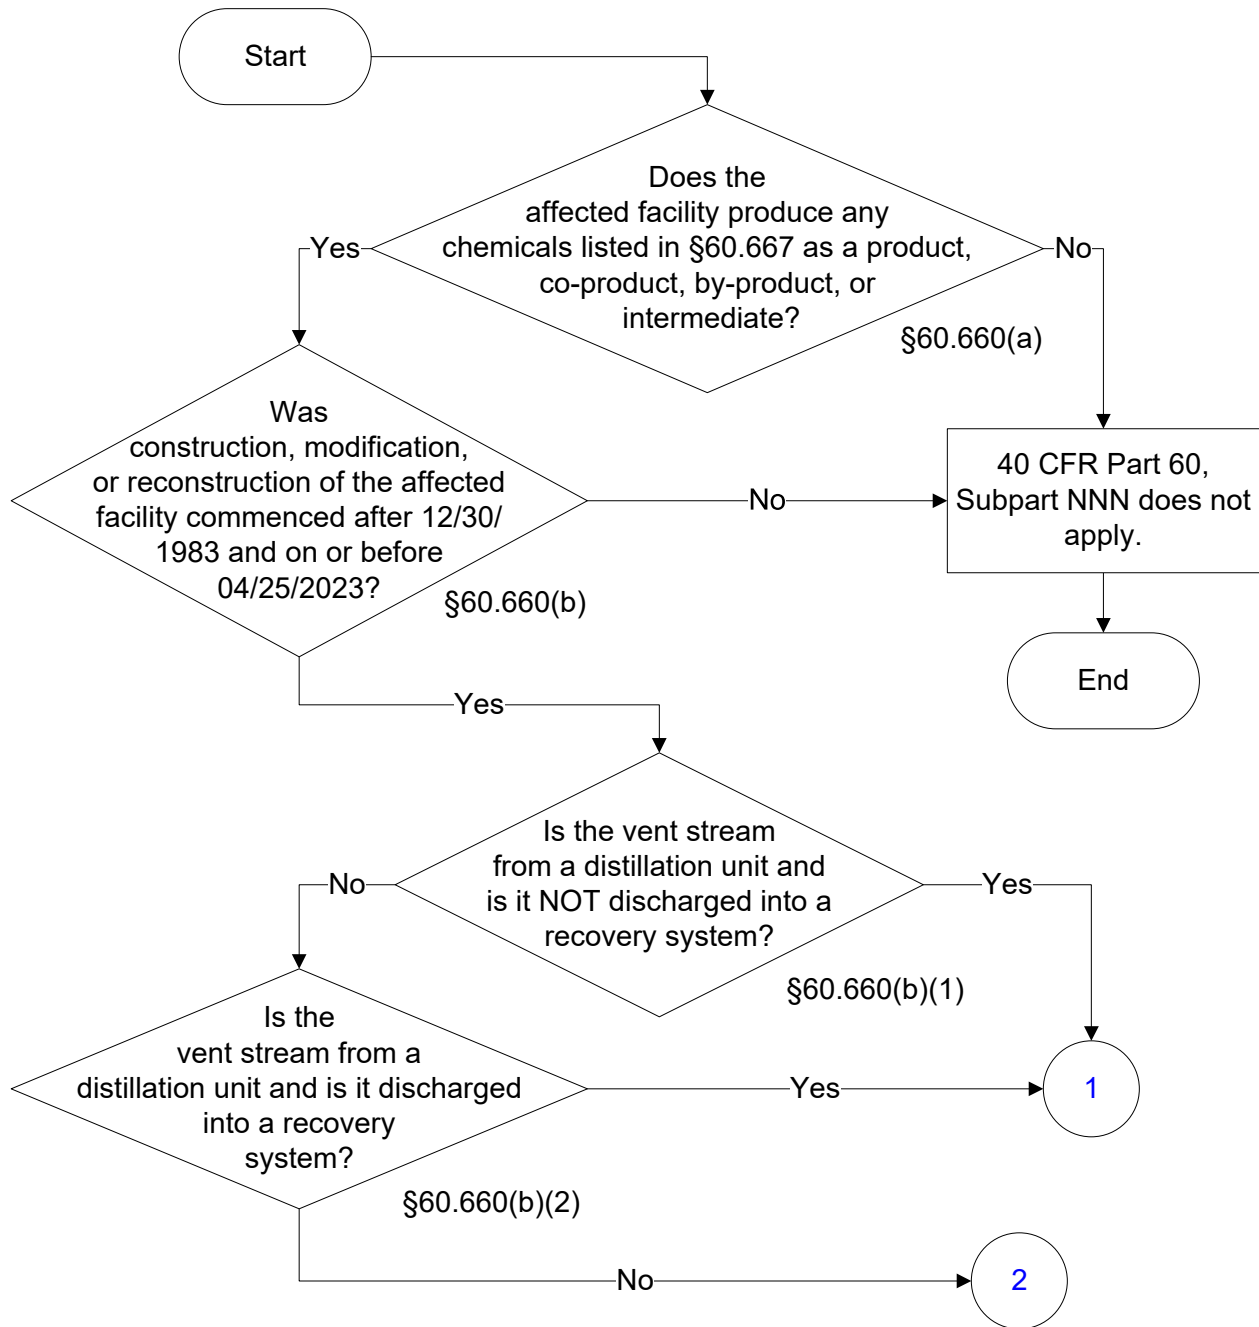 Start
Does the
affected facility produce any
chemicals listed in §60.667 as a product,
co-product, by-product, or
intermediate?
Yes
No
§60.660(a)
Was
construction, modification,
or reconstruction of the affected
facility commenced after 12/30/
1983 and on or before
04/25/2023?
No
§60.660(b)
40 CFR Part 60,
Subpart NNN does not
apply.
End
Yes
Is the vent stream
from a distillation unit and
is it NOT discharged into a
recovery system?
No
Yes
§60.660(b)(1)
Is the
vent stream from a
distillation unit and is it discharged
into a recovery
system?
Yes
1
§60.660(b)(2)
No
2